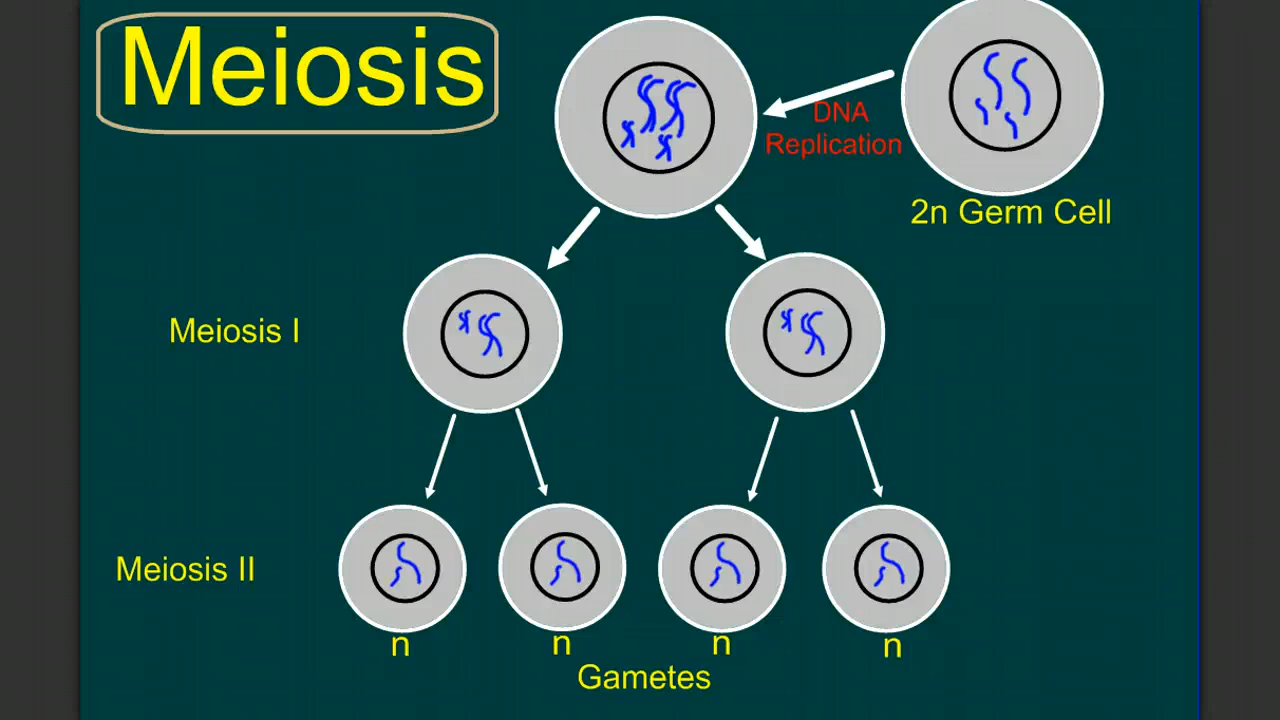 Meiosis
DNA
Replication
2n Germ Cell
Meiosis I
Meiosis II
n
n
n
n
Gametes